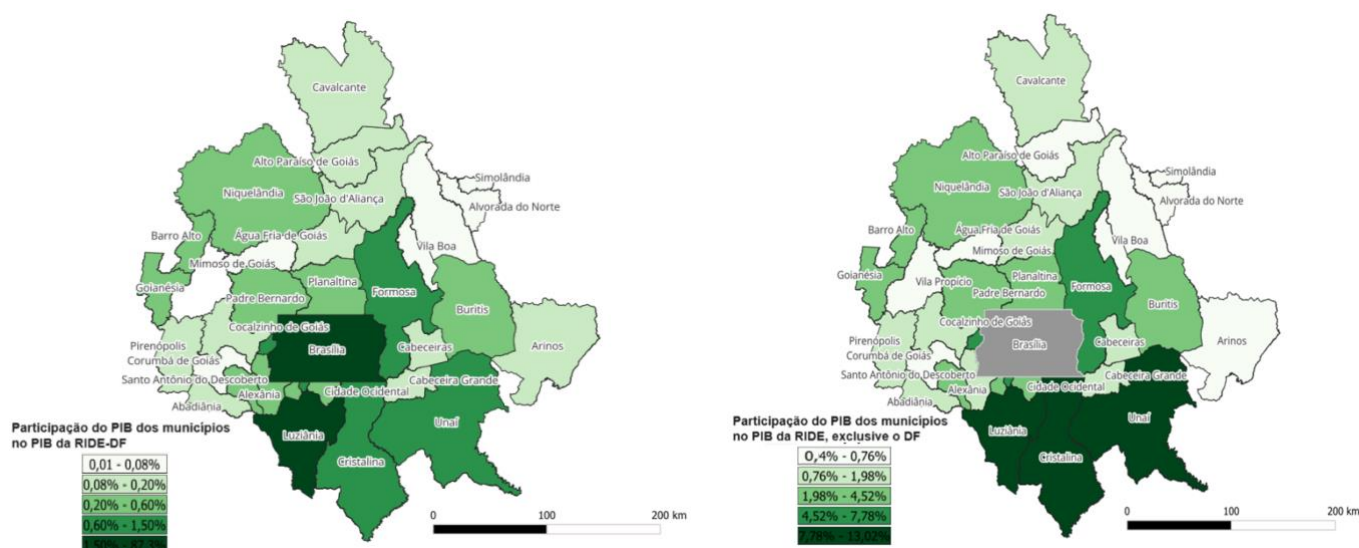 Cavalcante
Alto Paraíso de Goiás
Simolândia
Niquelândia
São João d'Aliança
Alvorada do Norte
Barro Alto
Água Fria de Goiás
Vila Boa
Mimoso de Goiás
Goianésia
Planaltina
Padre Bernardo
Formosa
Buritis
Cocalzinho de Goiás
Pirenópolis
Brasília
Cabeceiras
Arinos
Corumbá de Goiás
Santo Antônio do Descoberto
Cabeceira Grande
Alexânia
Cidade Ocidental
Abadiânia
Luziânia
Unaí
Cristalina
Participação do PIB dos municípios
no PIB da RIDE-DF
0,01 - 0,08%
0,08% - 0,20%
0,20% - 0,60%
0,60% - 1,50%
1,50% - 87,3%
0 100 200 km
Cavalcante
Alto Paraíso de Goiás
Simolândia
Niquelândia
São João d'Aliança
Alvorada do Norte
Barro Alto
Água Fria de Goiás
Vila Boa
Mimoso de Goiás
Goianésia
Vila Propício
Planaltina
Padre Bernardo
Formosa
Buritis
Cocalzinho de Goiás
Pirenópolis
Brasília
Cabeceiras
Arinos
Corumbá de Goiás
Santo Antônio do Descoberto
Cabeceira Grande
Alexânia
Cidade Ocidental
Abadiânia
Luziânia
Unaí
Cristalina
Participação do PIB dos municípios
no PIB da RIDE, exclusive o DF
0,4% - 0,76%
0,76% - 1,98%
1,98% - 4,52%
4,52% - 7,78%
7,78% - 13,02%
0 100 200 km